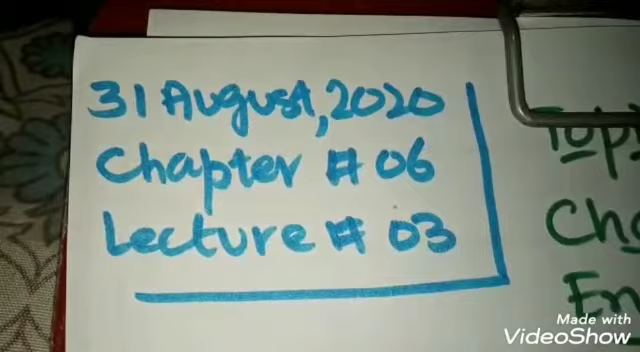 31 August, 2020
Chapter # 06
Lecture # 03
Made with
VideoShow